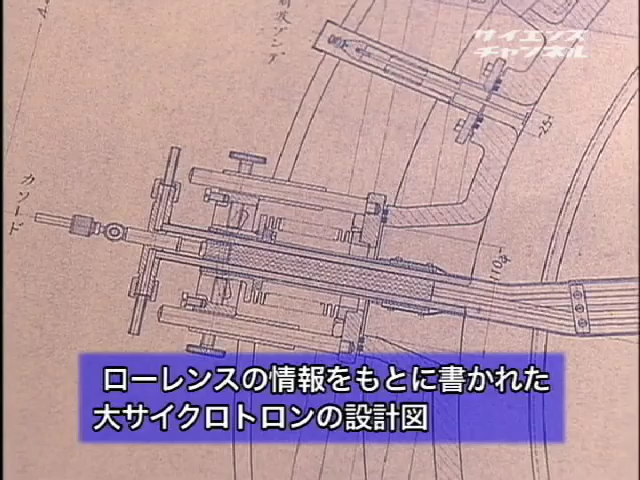 サイエンス
チャンネル
カソード
ローレンスの情報をもとに書かれた
大サイクロトロンの設計図